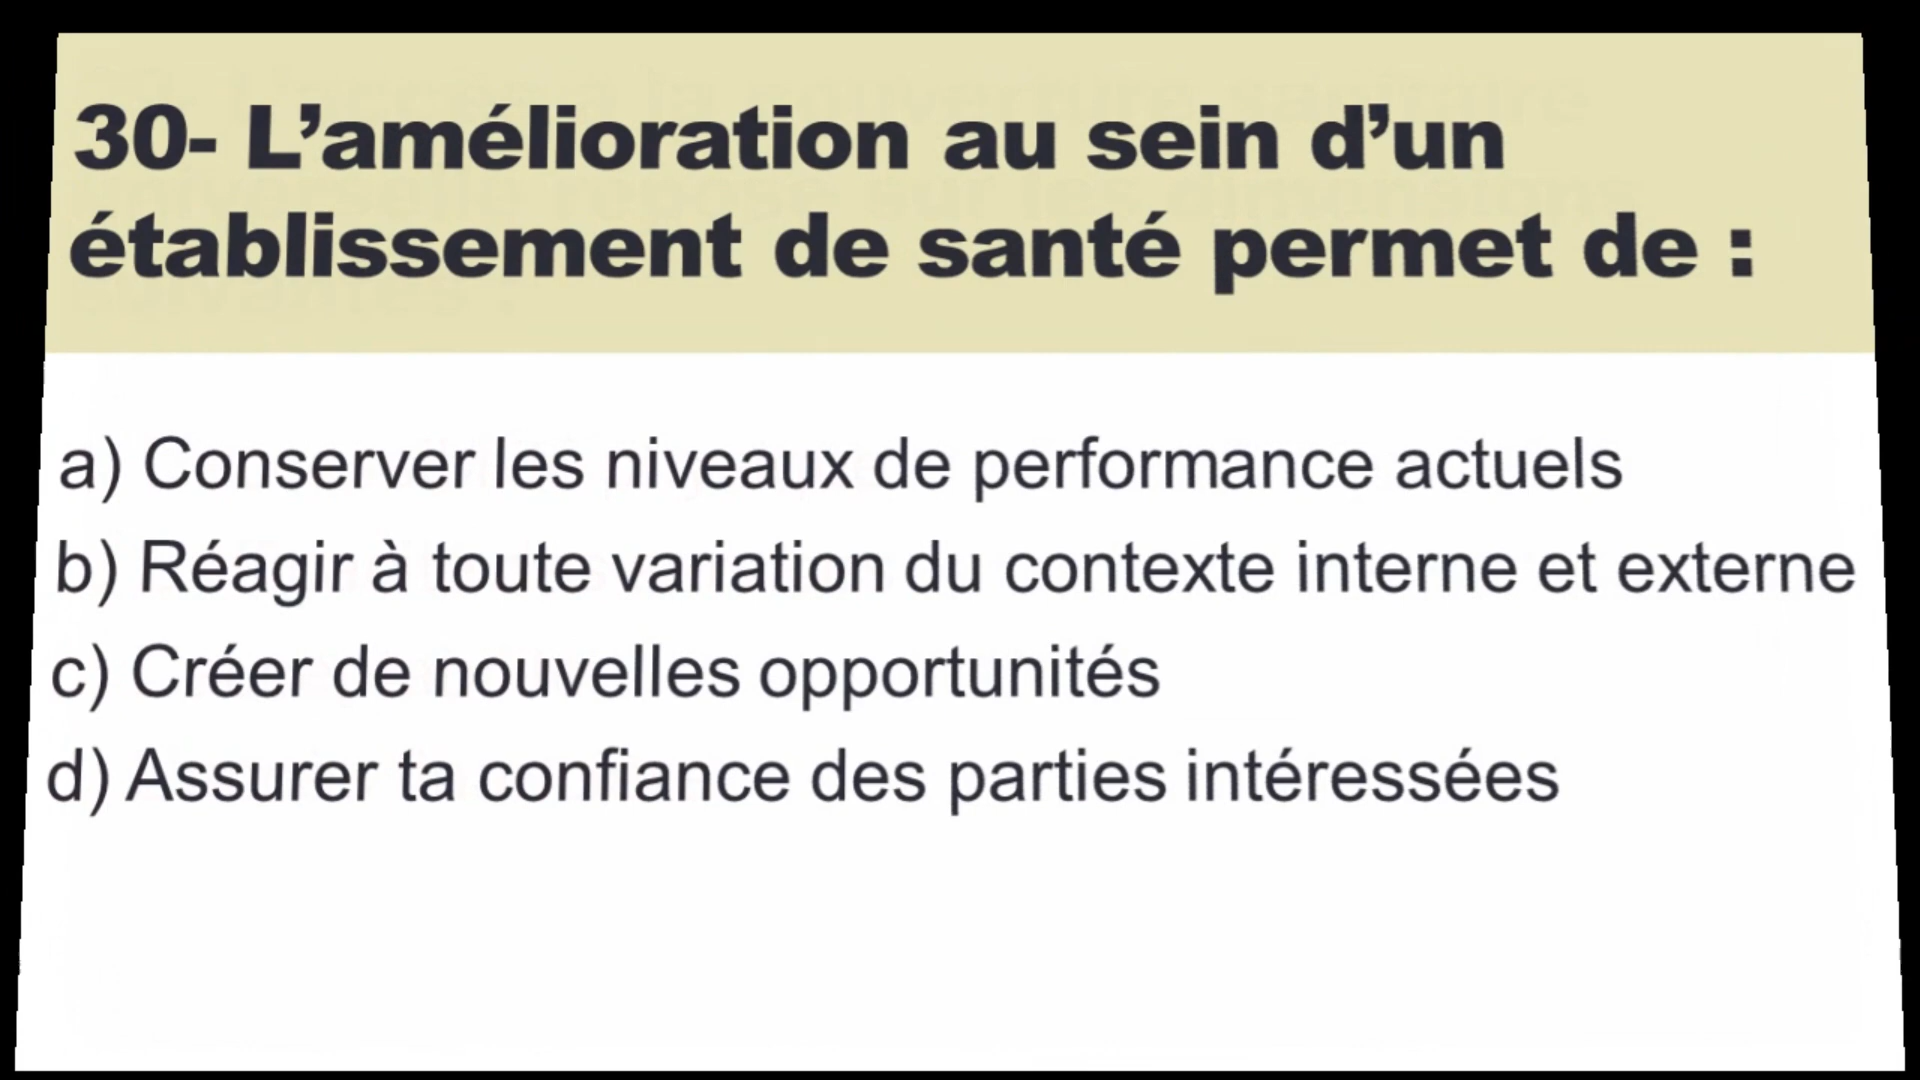 30- L’amélioration au sein d’un
établissement de santé permet de :
a) Conserver les niveaux de performance actuels
b) Réagir à toute variation du contexte interne et externe
c) Créer de nouvelles opportunités
d) Assurer ta confiance des parties intéressées